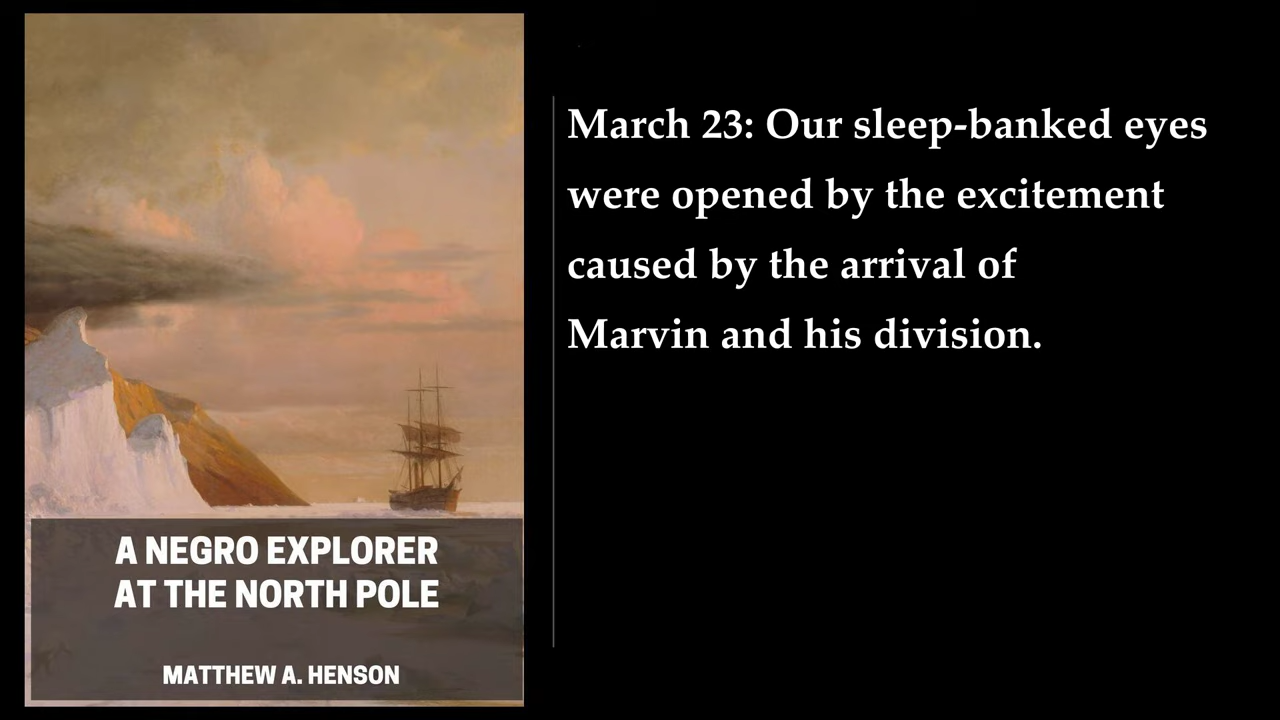 March 23: Our sleep-banked eyes
were opened by the excitement
caused by the arrival of
Marvin and his division.
A NEGRO EXPLORER
AT THE NORTH POLE
MATTHEW A. HENSON